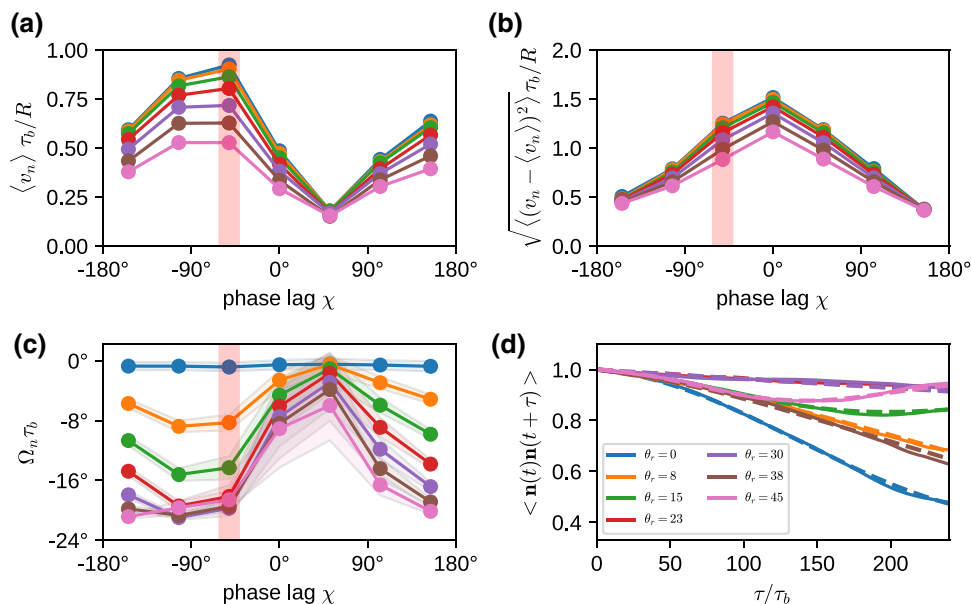 (a)
1.00
0.75
0.50
0.25
0.00
⟨v_n⟩ τ_b/R
-180° -90° 0° 90° 180°
phase lag χ
(b)
2.0
1.5
1.0
0.5
0.0
√⟨(v_n − ⟨v_n⟩)²⟩ τ_b/R
-180° -90° 0° 90° 180°
phase lag χ
(c)
0°
-8°
-16°
-24°
Ω_n τ_b
-180° -90° 0° 90° 180°
phase lag χ
(d)
1.0
0.8
0.6
0.4
< n(t)n(t + τ) >
θ_r = 0
θ_r = 8
θ_r = 15
θ_r = 23
θ_r = 30
θ_r = 38
θ_r = 45
0 50 100 150 200
τ/τ_b